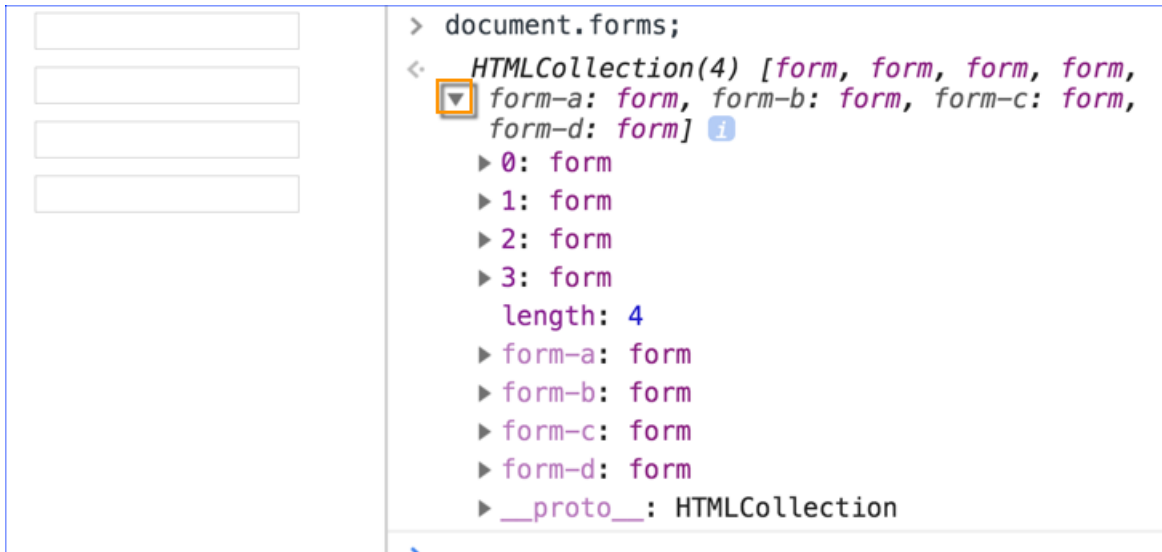 > document.forms;
HTMLCollection(4) [form, form, form, form,
form-a: form, form-b: form, form-c: form,
form-d: form] i
0: form
1: form
2: form
3: form
length: 4
form-a: form
form-b: form
form-c: form
form-d: form
__proto__: HTMLCollection